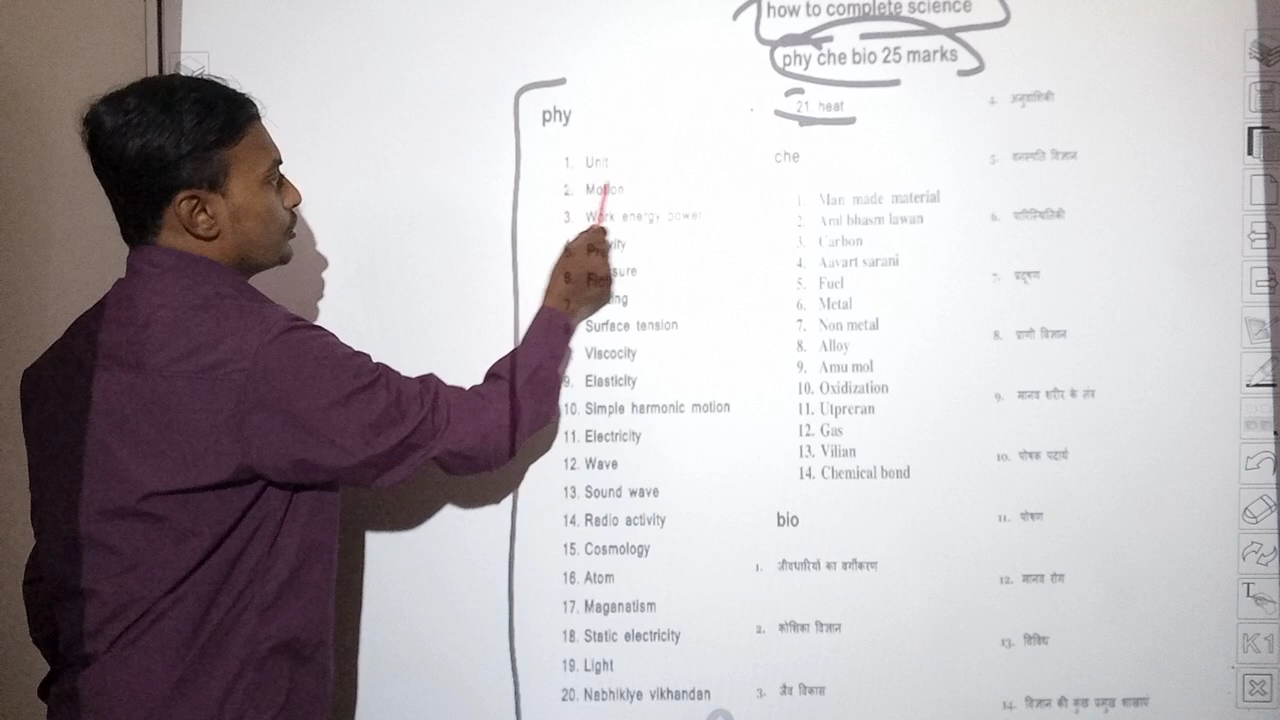 how to complete science
phy che bio 25 marks
phy
1. Unit
2. Motion
3. Work energy power
5.
6.
7.
Surface tension
Viscocity
9. Elasticity
10. Simple harmonic motion
11. Electricity
12. Wave
13. Sound wave
14. Radio activity
15. Cosmology
16. Atom
17. Maganatism
18. Static electricity
19. Light
20. Nabhikiye vikhandan
21. heat
che
1. Man made material
2. Aml bhasm lawan
3. Carbon
4. Aavart sarani
5. Fuel
6. Metal
7. Non metal
8. Alloy
9. Amu mol
10. Oxidization
11. Utpreran
12. Gas
13. Vilian
14. Chemical bond
bio
1. जीवधारियों का वर्गीकरण
2. कोशिका विज्ञान
3. जैव विकास
4. अनुवांशिकी
5. वनस्पति विज्ञान
6. पारिस्थितिकी
7. प्रदूषण
8. प्राणी विज्ञान
9. मानव शरीर के तंत्र
10. पोषक पदार्थ
11. पोषण
12. मानव रोग
13. विविध
14. विज्ञान की कुछ प्रमुख शाखाएं
T
K1